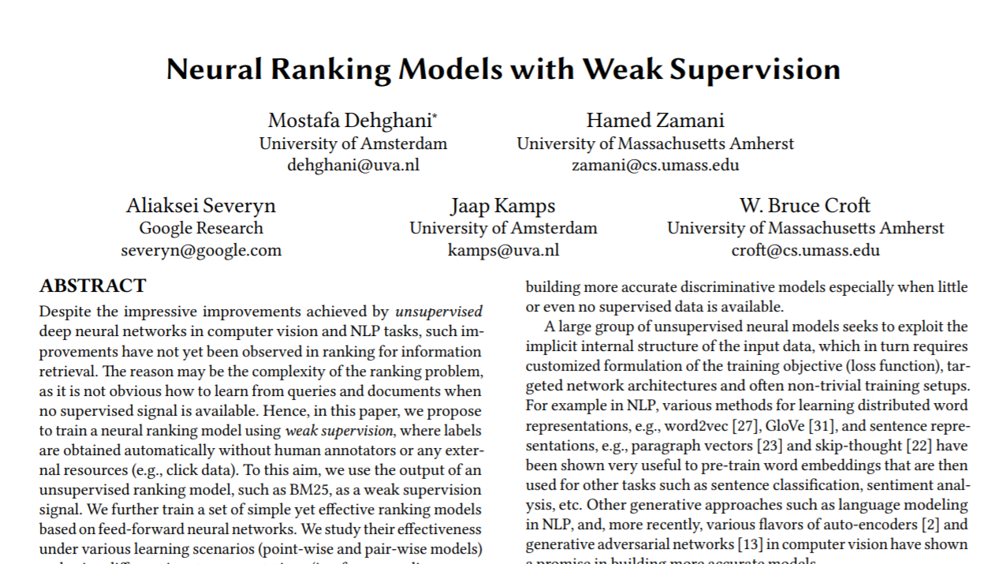 Neural Ranking Models with Weak Supervision
Mostafa Dehghani*
University of Amsterdam
dehghani@uva.nl
Hamed Zamani
University of Massachusetts Amherst
zamani@cs.umass.edu
Aliaksei Severyn
Google Research
severyn@google.com
Jaap Kamps
University of Amsterdam
kamps@uva.nl
W. Bruce Croft
University of Massachusetts Amherst
croft@cs.umass.edu
ABSTRACT
Despite the impressive improvements achieved by unsupervised
deep neural networks in computer vision and NLP tasks, such im-
provements have not yet been observed in ranking for information
retrieval. The reason may be the complexity of the ranking problem,
as it is not obvious how to learn from queries and documents when
no supervised signal is available. Hence, in this paper, we propose
to train a neural ranking model using weak supervision, where labels
are obtained automatically without human annotators or any exter-
nal resources (e.g., click data). To this aim, we use the output of an
unsupervised ranking model, such as BM25, as a weak supervision
signal. We further train a set of simple yet effective ranking models
based on feed-forward neural networks. We study their effectiveness
under various learning scenarios (point-wise and pair-wise models)
building more accurate discriminative models especially when little
or even no supervised data is available.
A large group of unsupervised neural models seeks to exploit the
implicit internal structure of the input data, which in turn requires
customized formulation of the training objective (loss function), tar-
geted network architectures and often non-trivial training setups.
For example in NLP, various methods for learning distributed word
representations, e.g., word2vec [27], GloVe [31], and sentence repre-
sentations, e.g., paragraph vectors [23] and skip-thought [22] have
been shown very useful to pre-train word embeddings that are then
used for other tasks such as sentence classification, sentiment anal-
ysis, etc. Other generative approaches such as language modeling
in NLP, and, more recently, various flavors of auto-encoders [2] and
generative adversarial networks [13] in computer vision have shown
a promise in building more accurate models.